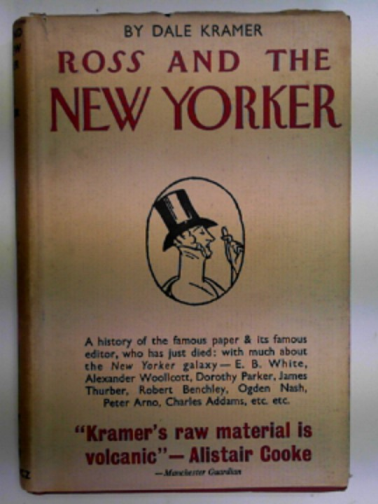 BY DALE KRAMER
ROSS AND THE
NEW YORKER
A history of the famous paper & its famous
editor, who has just died: with much about
the New Yorker galaxy — E. B. White,
Alexander Woollcott, Dorothy Parker, James
Thurber, Robert Benchley, Ogden Nash,
Peter Arno, Charles Addams, etc. etc.
"Kramer's raw material is
volcanic"—Alistair Cooke
—Manchester Guardian